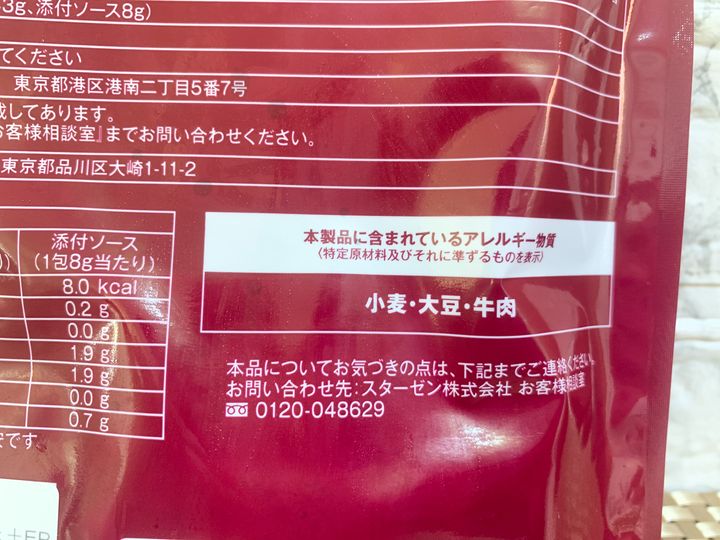 3g、添付ソース8g)
てください
東京都港区港南二丁目5番7号
載してあります。
お客様相談室』までお問い合わせください。
東京都品川区大崎1-11-2
添付ソース
(1包8g当たり)
8.0 kcal
0.2 g
0.0 g
1.9 g
1.9 g
0.0 g
0.7 g
安です。
本製品に含まれているアレルギー物質
(特定原材料及びそれに準ずるものを表示)
小麦・大豆・牛肉
本品についてお気づきの点は、下記までご連絡ください。
お問い合わせ先:スターゼン株式会社 お客様相談室
0120-048629